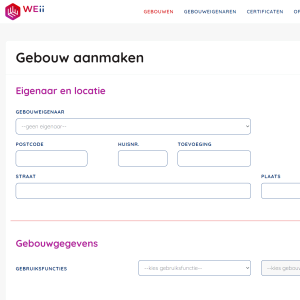 WEii
GEBOUWEN GEBOUWEIGENAREN CERTIFICATEN
Gebouw aanmaken
Eigenaar en locatie
GEBOUWEIGENAAR
--geen eigenaar--
POSTCODE HUISNR. TOEVOEGING
STRAAT PLAATS
Gebouwgegevens
GEBRUIKSFUNCTIES --kies gebruiksfunctie-- --kies gebou